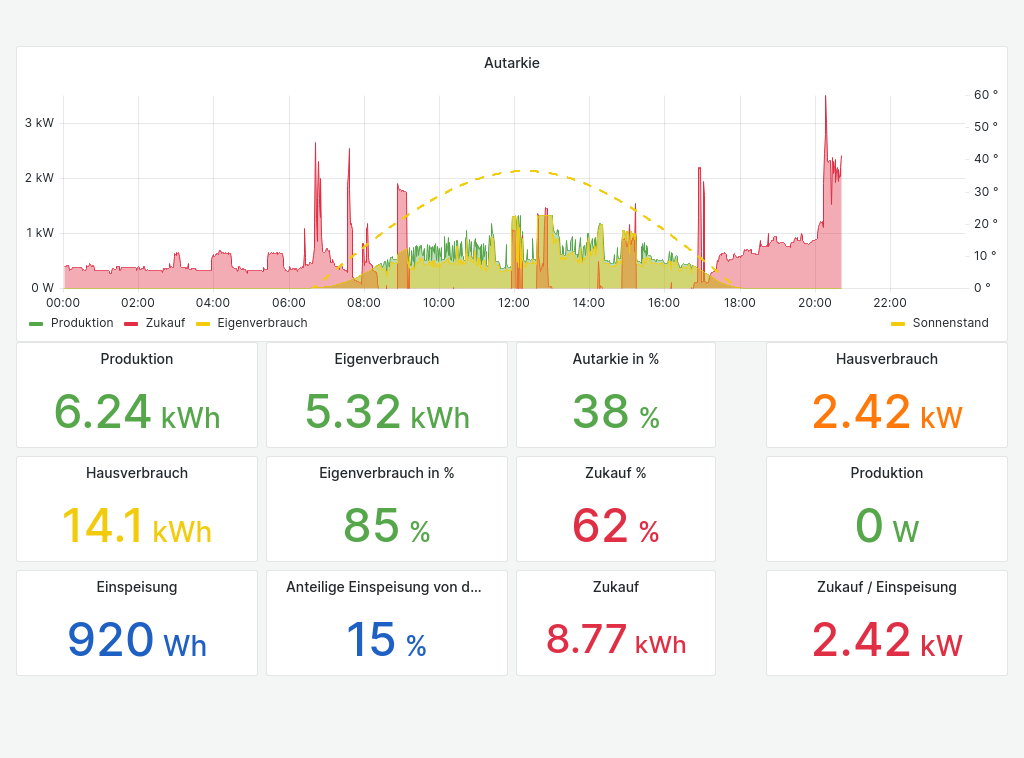 Autarkie
3 kW
2 kW
1 kW
0 W
60 °
50 °
40 °
30 °
20 °
10 °
0 °
00:00 02:00 04:00 06:00 08:00 10:00 12:00 14:00 16:00 18:00 20:00 22:00
Produktion Zukauf Eigenverbrauch Sonnenstand
Produktion Eigenverbrauch Autarkie in % Hausverbrauch
6.24 kWh 5.32 kWh 38 % 2.42 kW
Hausverbrauch Eigenverbrauch in % Zukauf % Produktion
14.1 kWh 85 % 62 % 0 W
Einspeisung Anteilige Einspeisung von d... Zukauf Zukauf / Einspeisung
920 Wh 15 % 8.77 kWh 2.42 kW